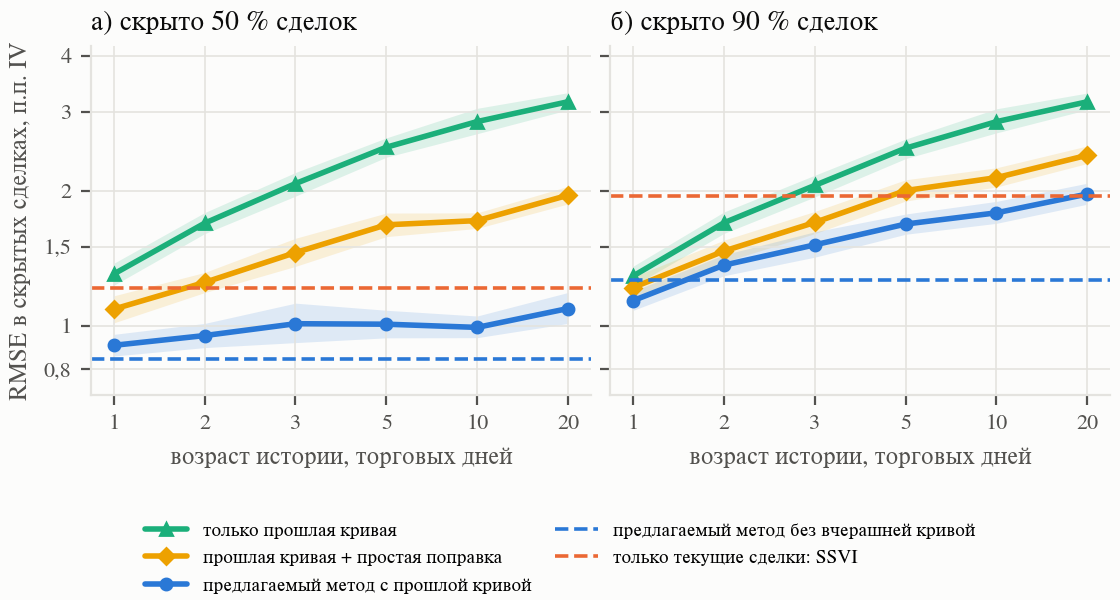 а) скрыто 50 % сделок
б) скрыто 90 % сделок
RMSE в скрытых сделках, п.п. IV
4
3
2
1,5
1
0,8
1 2 3 5 10 20
1 2 3 5 10 20
возраст истории, торговых дней
возраст истории, торговых дней
только прошлая кривая
прошлая кривая + простая поправка
предлагаемый метод с прошлой кривой
предлагаемый метод без вчерашней кривой
только текущие сделки: SSVI